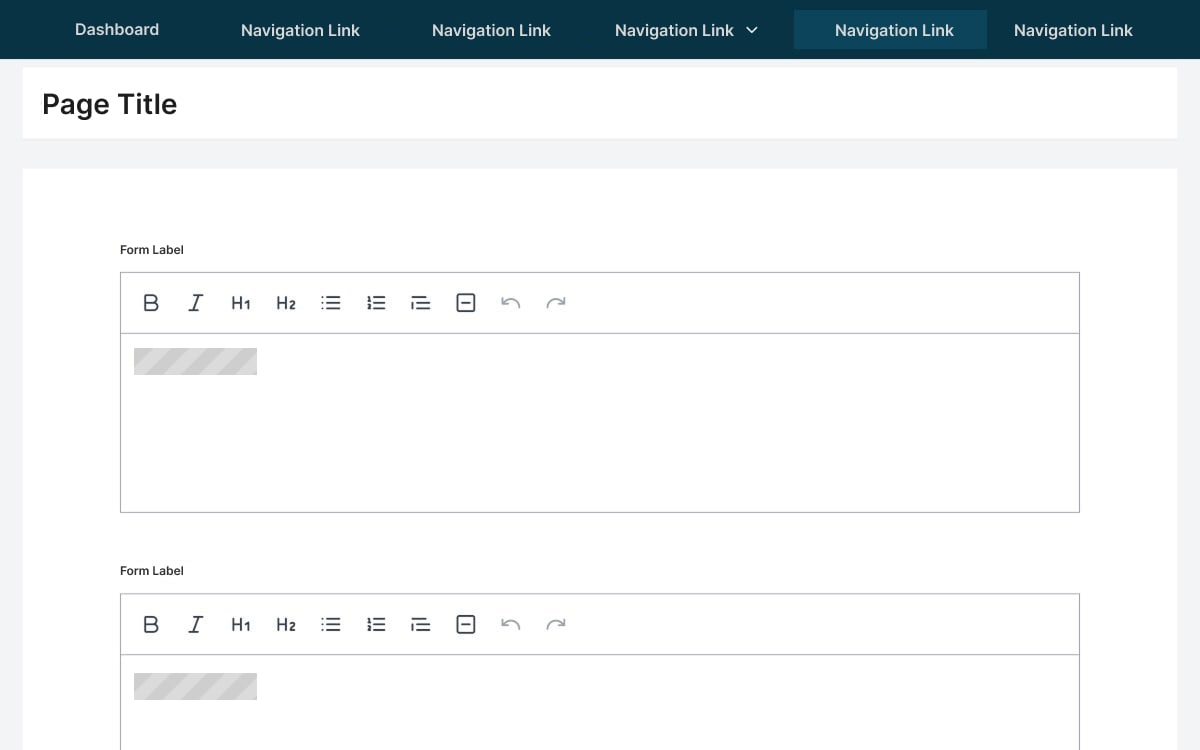 Dashboard Navigation Link Navigation Link Navigation Link Navigation Link Navigation Link
Page Title
Form Label
B I H1 H2
Form Label
B I H1 H2